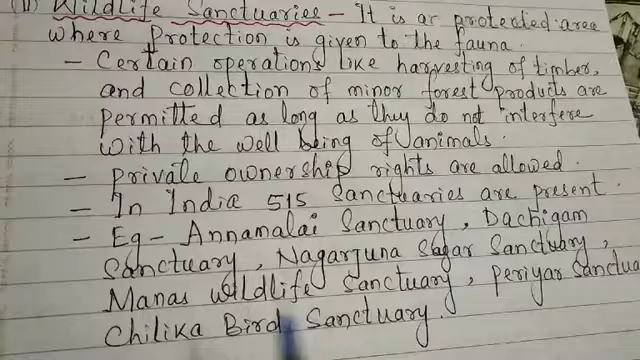 (ii) Wildlife Sanctuaries - It is a protected area
where Protection is given to the fauna.
- Certain operations like harvesting of timber,
and collection of minor forest products are
permitted as long as they do not interfere
with the well being of animals.
- Private ownership rights are allowed.
- In India 515 sanctuaries are present.
- Eg - Annamalai Sanctuary, Dachigam
Sanctuary, Nagarjuna Sagar Sanctuary,
Manas wildlife Sanctuary, periyar Sanctua
Chilika Bird Sanctuary.